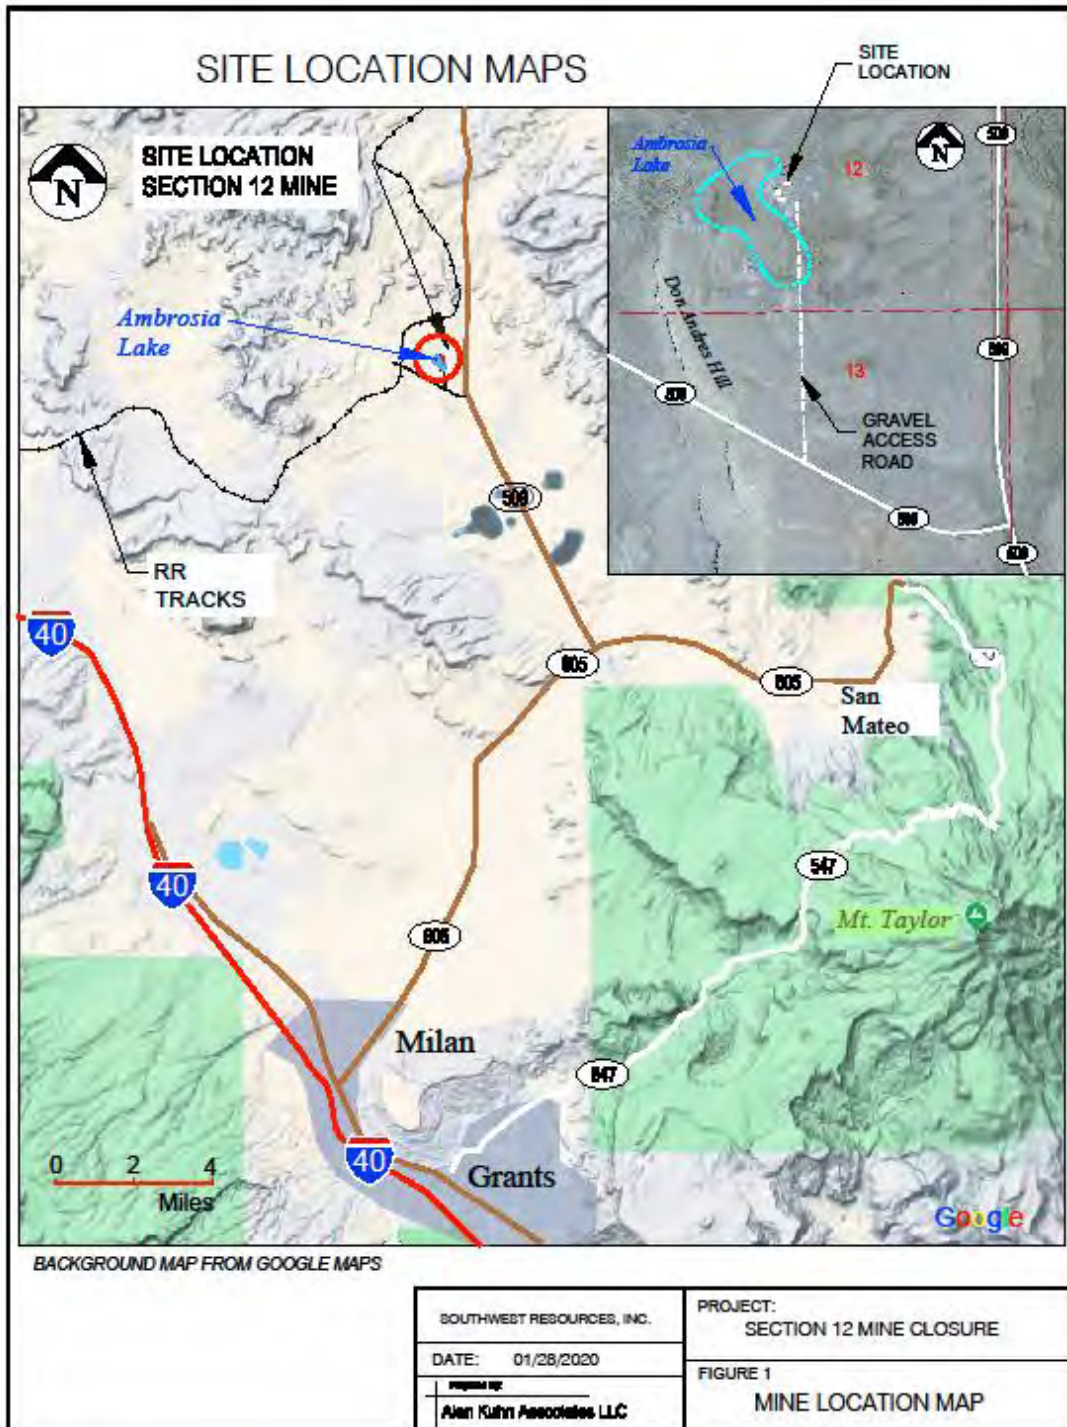 SITE LOCATION MAPS
SITE
LOCATION
N
SITE LOCATION
SECTION 12 MINE
Ambrosia
Lake
N
12
Don Andres Hill
13
GRAVEL
ACCESS
ROAD
Ambrosia
Lake
509
RR
TRACKS
40
605
605
San
Mateo
40
547
Mt. Taylor
605
Milan
547
40
Grants
0 2 4
Miles
Google
BACKGROUND MAP FROM GOOGLE MAPS
SOUTHWEST RESOURCES, INC.
DATE: 01/28/2020
Prepared by:
Alan Kuhn Associates LLC
PROJECT:
SECTION 12 MINE CLOSURE
FIGURE 1
MINE LOCATION MAP